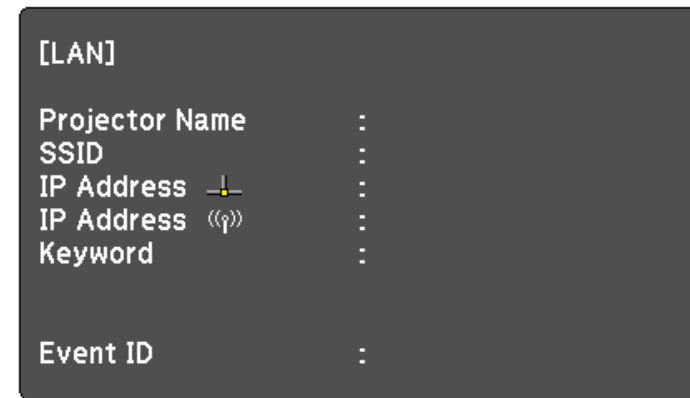 [LAN]
Projector Name :
SSID :
IP Address :
IP Address :
Keyword :
Event ID :